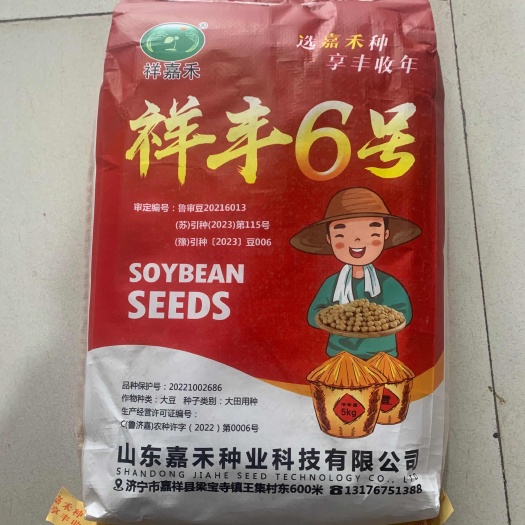 祥嘉禾®
选嘉禾种
享丰收年
祥丰6号
审定编号：鲁审豆20216013
(苏)引种(2023)第115号
(豫)引种〔2023〕豆006
SOYBEAN
SEEDS
品种保护号：20221002686
作物种类：大豆 种子类别：大田用种
生产经营许可证编号：
C(鲁济嘉)农种许字（2022）第0006号
5kg
山东嘉禾种业科技有限公司
SHANDONG JIAHE SEED TECHNOLOGY CO., LTD
济宁市嘉祥县梁宝寺镇王集村东600米 ☎13176751388